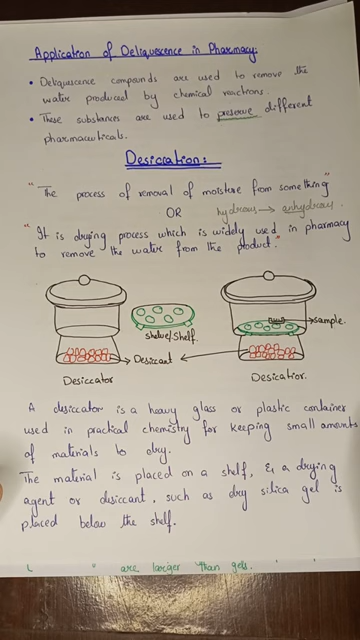 Application of Deliquescence in Pharmacy:
• Deliquescence compounds are used to remove the
water produced by chemical reactions.
• These substances are used to preserve different
pharmaceuticals.
Desiccation:
"The process of removal of moisture from something"
OR hydrous → anhydrous.
"It is drying process which is widely used in pharmacy
to remove the water from the product."
shelve/shelf.
sample.
Desiccant
Desiccator
Desicator.
A desiccator is a heavy glass or plastic container
used in practical chemistry for keeping small amounts
of materials to dry.
The material is placed on a shelf, & a drying
agent or desiccant, such as dry silica gel is
placed below the shelf.
are larger than gels.